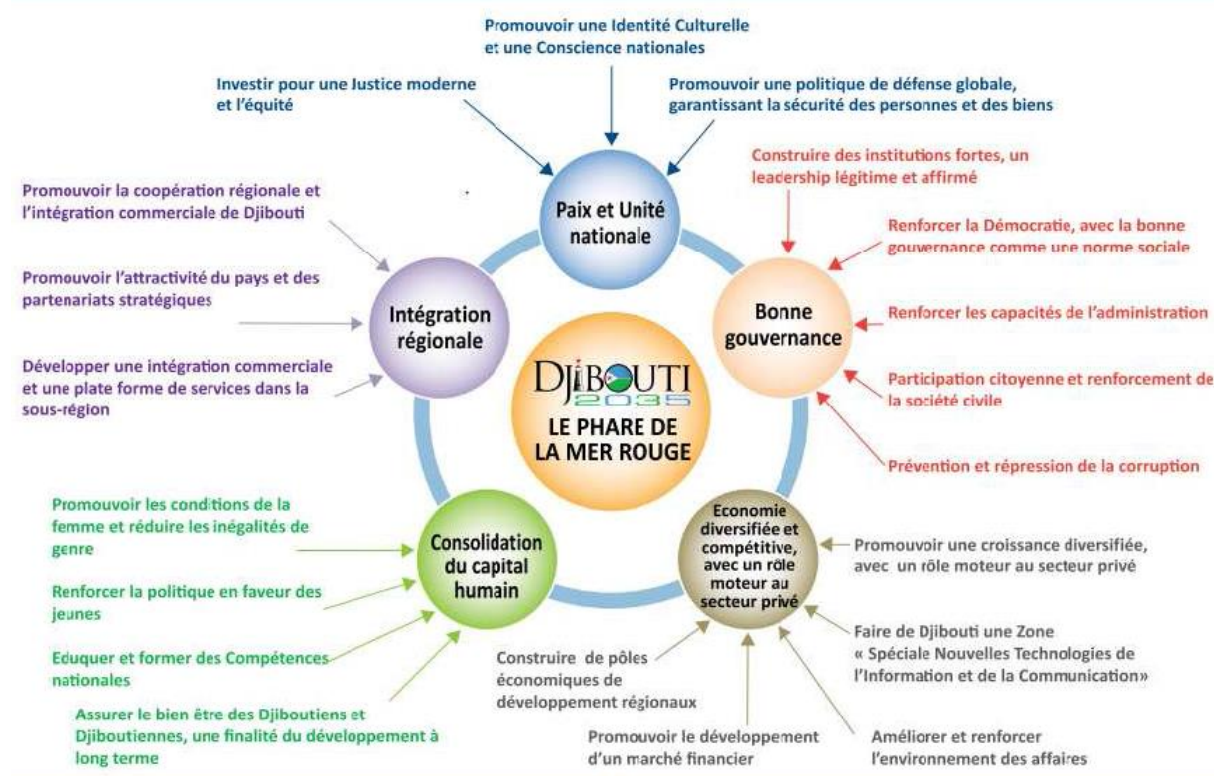 Promouvoir une Identité Culturelle
et une Conscience nationales
Investir pour une Justice moderne
et l'équité
Promouvoir une politique de défense globale,
garantissant la sécurité des personnes et des biens
Paix et Unité
nationale
Construire des institutions fortes, un
leadership légitime et affirmé
Renforcer la Démocratie, avec la bonne
gouvernance comme une norme sociale
Renforcer les capacités de l'administration
Participation citoyenne et renforcement de
la société civile
Prévention et répression de la corruption
Bonne
gouvernance
Promouvoir la coopération régionale et
l'intégration commerciale de Djibouti
Promouvoir l'attractivité du pays et des
partenariats stratégiques
Développer une intégration commerciale
et une plate forme de services dans la
sous-région
Intégration
régionale
DJIBOUTI
2035
LE PHARE DE
LA MER ROUGE
Promouvoir les conditions de la
femme et réduire les inégalités de
genre
Renforcer la politique en faveur des
jeunes
Eduquer et former des Compétences
nationales
Assurer le bien être des Djiboutiens et
Djiboutiennes, une finalité du développement à
long terme
Consolidation
du capital
humain
Economie
diversifiée et
compétitive,
avec un rôle
moteur au
secteur privé
Promouvoir une croissance diversifiée,
avec un rôle moteur au secteur privé
Faire de Djibouti une Zone
« Spéciale Nouvelles Technologies de
l'Information et de la Communication»
Construire de pôles
économiques de
développement régionaux
Promouvoir le développement
d'un marché financier
Améliorer et renforcer
l'environnement des affaires